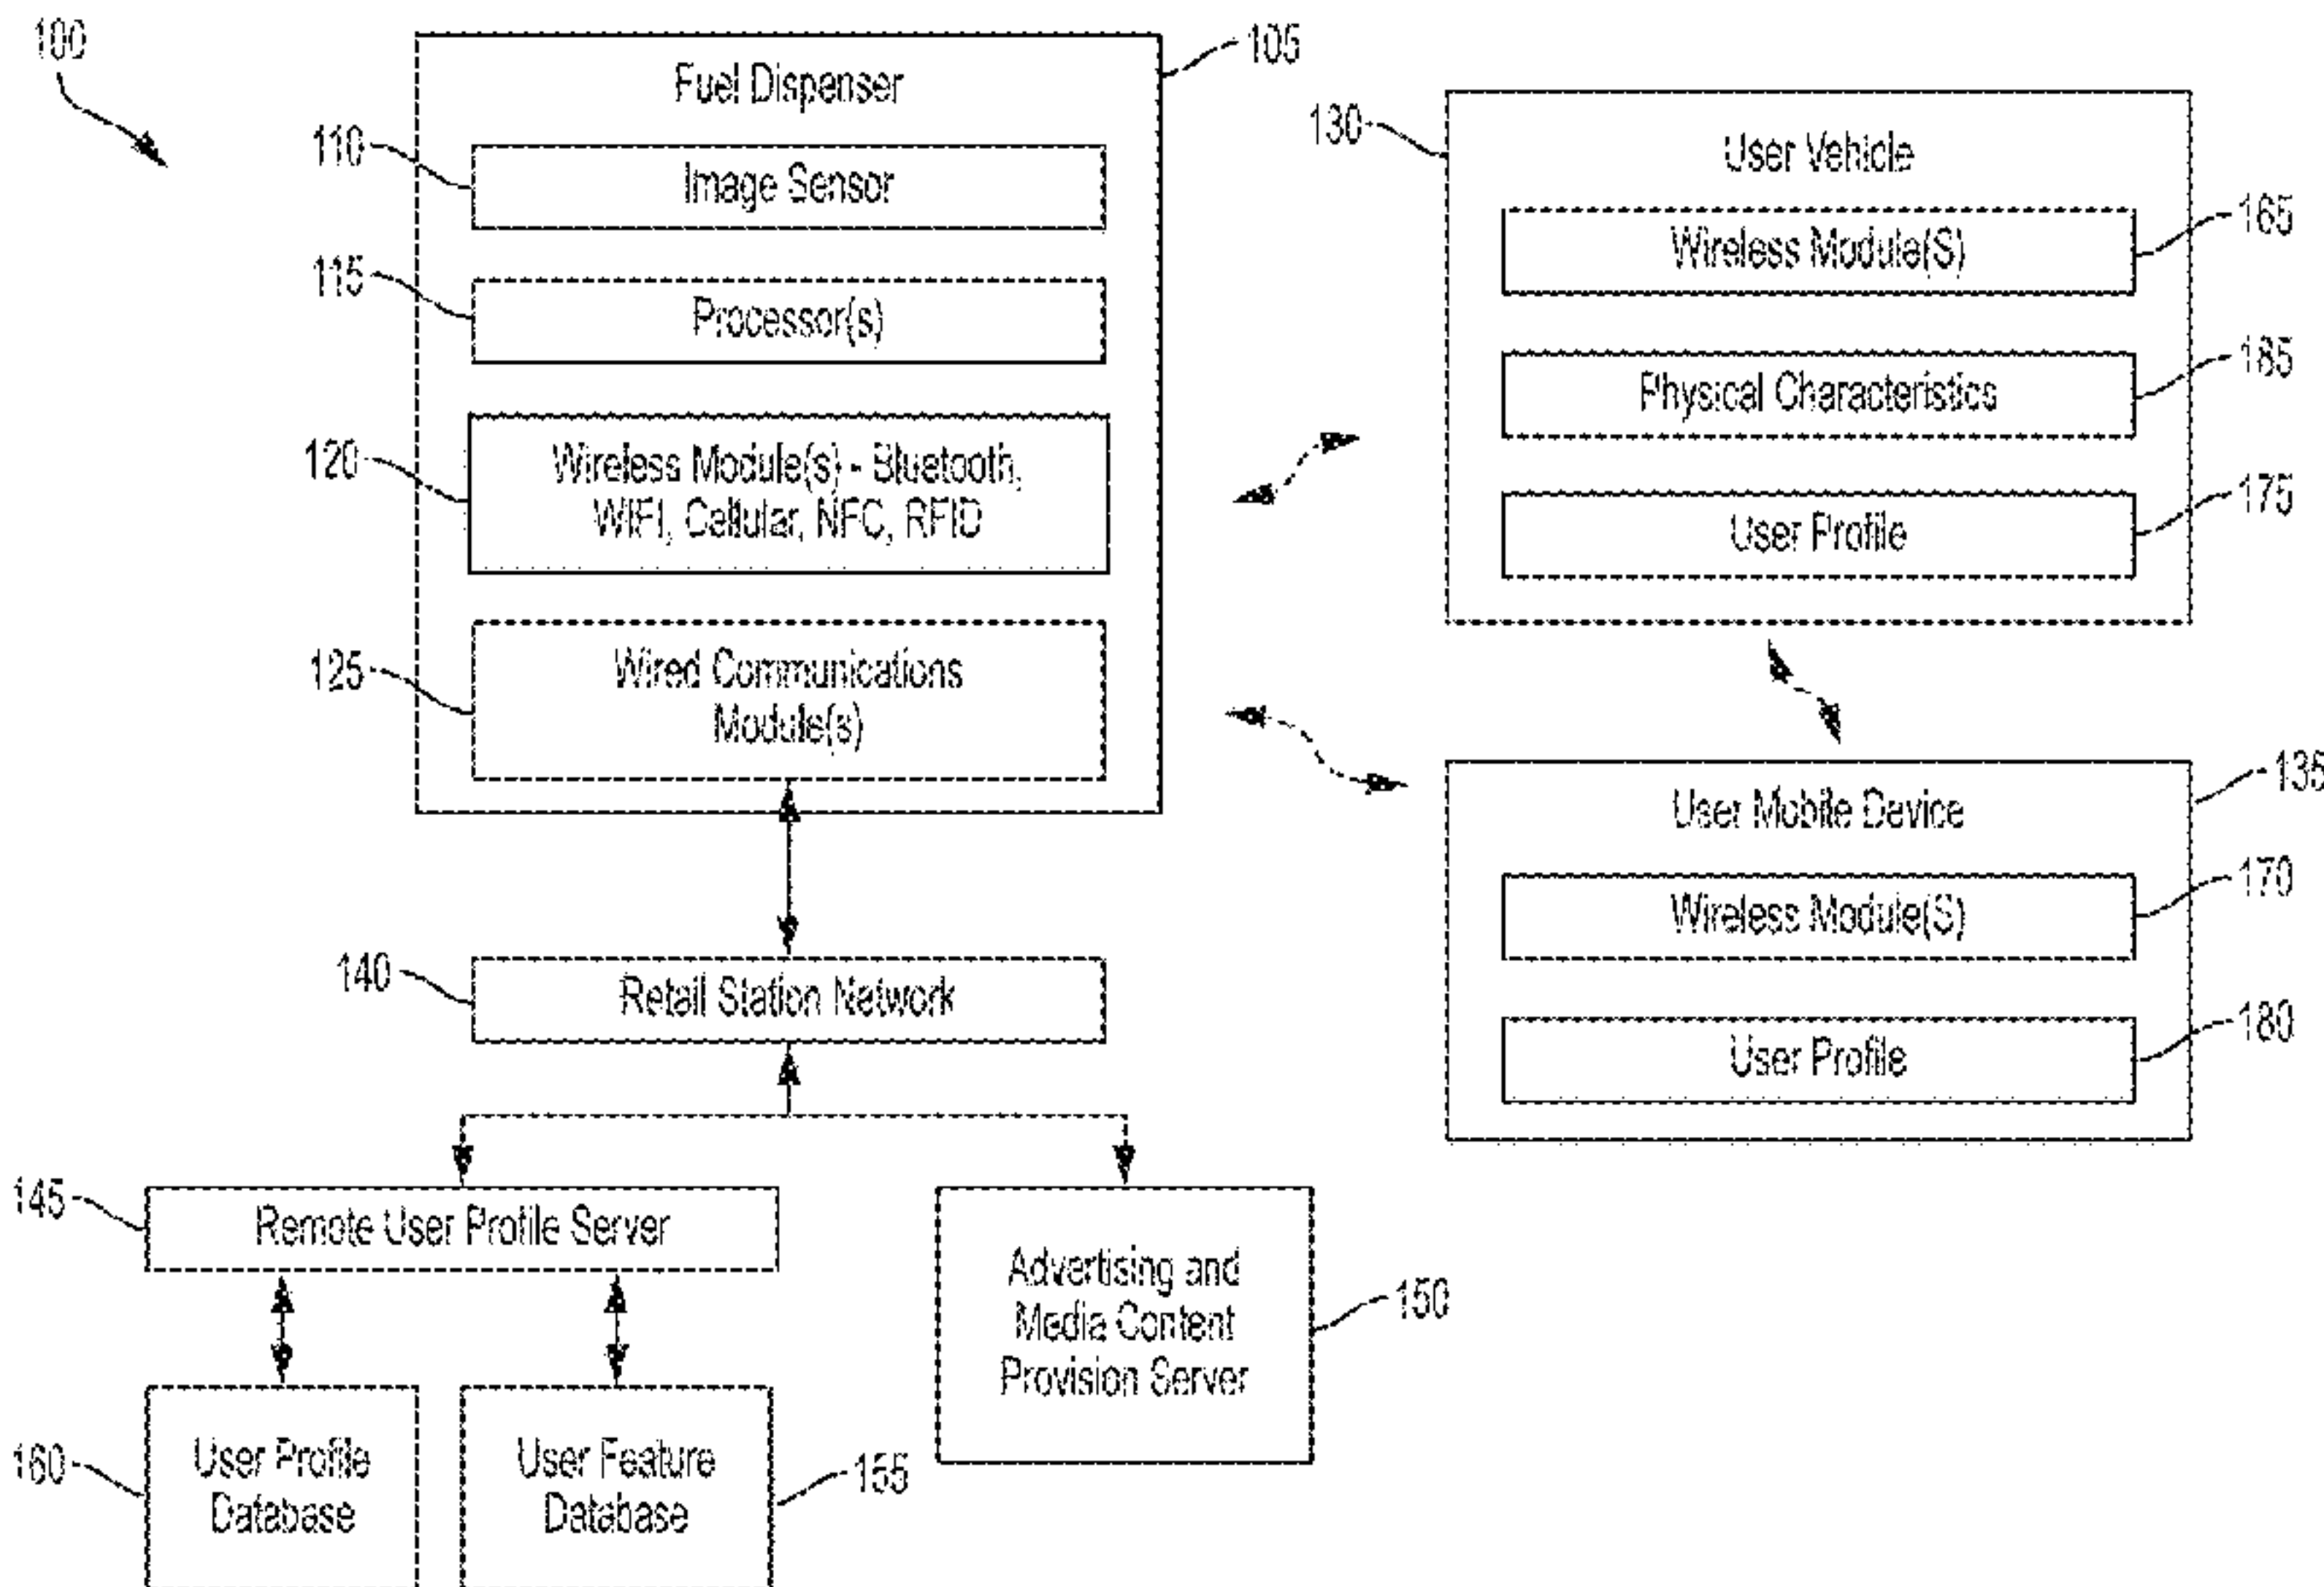 100
105
Fuel Dispenser
110
Image Sensor
115
Processor(s)
120
Wireless Module(s) - Bluetooth,
WIFI, Cellular, NFC, RFID
125
Wired Communications
Module(s)
130
User Vehicle
165
Wireless Module(S)
185
Physical Characteristics
175
User Profile
135
User Mobile Device
170
Wireless Module(S)
180
User Profile
140
Retail Station Network
145
Remote User Profile Server
150
Advertising and
Media Content
Provision Server
160
User Profile
Database
155
User Feature
Database